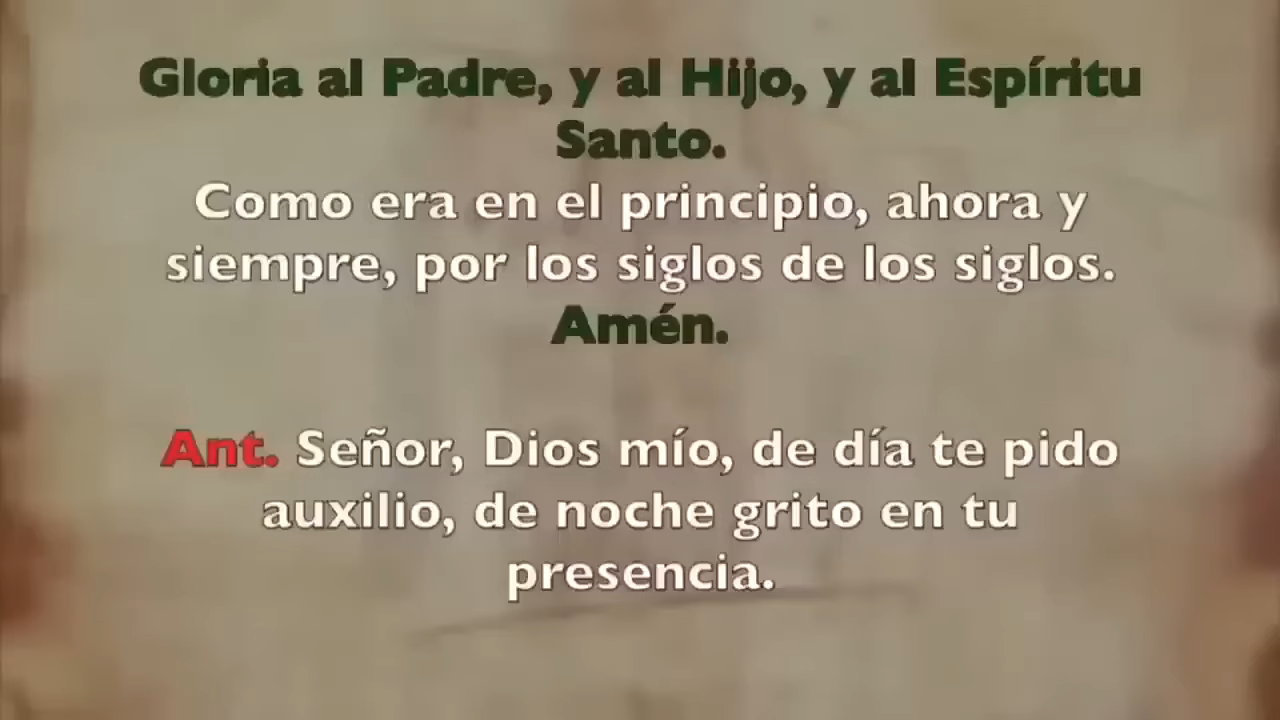 Gloria al Padre, y al Hijo, y al Espíritu
Santo.
Como era en el principio, ahora y
siempre, por los siglos de los siglos.
Amén.
Ant. Señor, Dios mío, de día te pido
auxilio, de noche grito en tu
presencia.